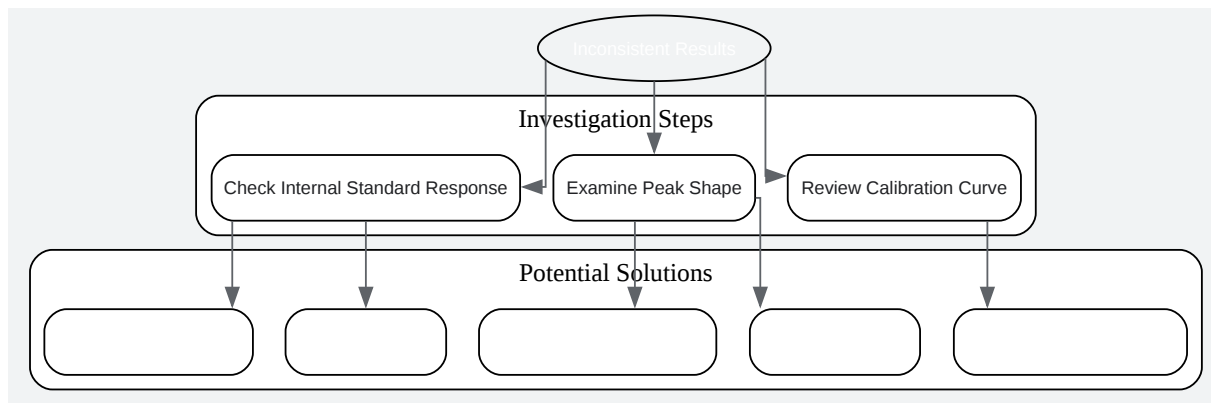 Inconsistent Results
Investigation Steps
Check Internal Standard Response
Examine Peak Shape
Review Calibration Curve
Potential Solutions